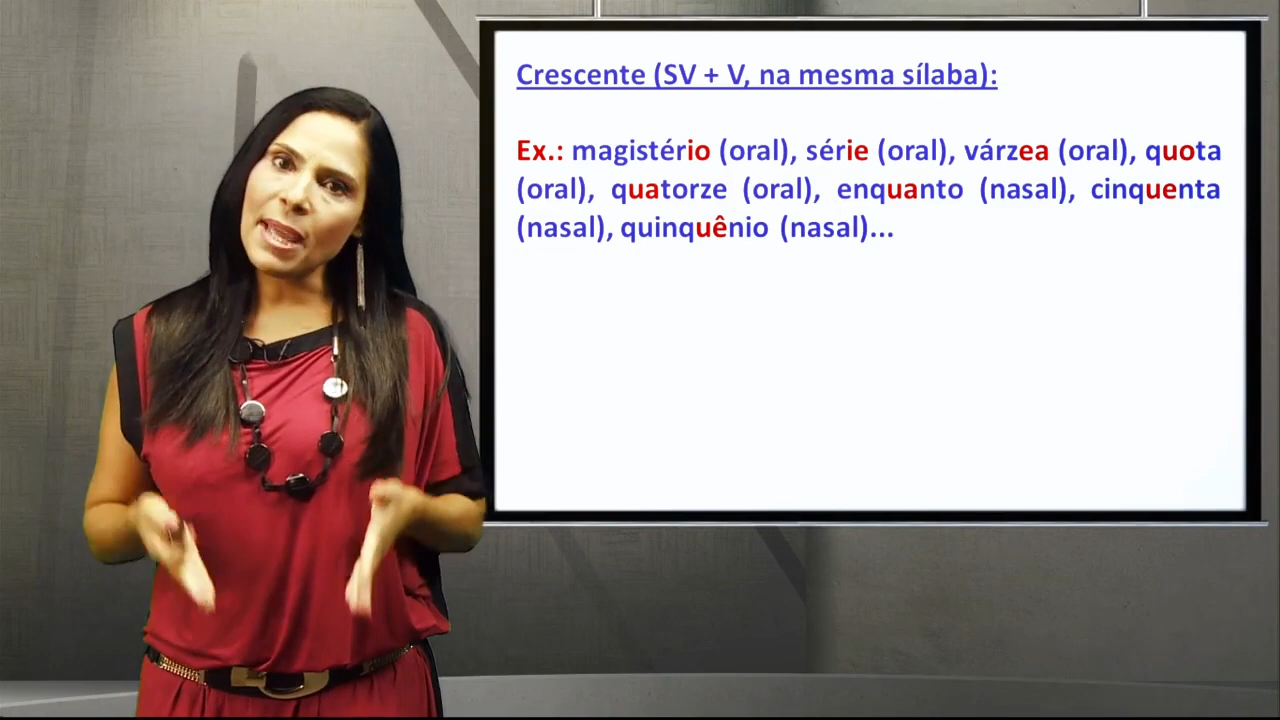 Crescente (SV + V, na mesma sílaba):
Ex.: magistério (oral), série (oral), várzea (oral), quota
(oral), quatorze (oral), enquanto (nasal), cinquenta
(nasal), quinquênio (nasal)...